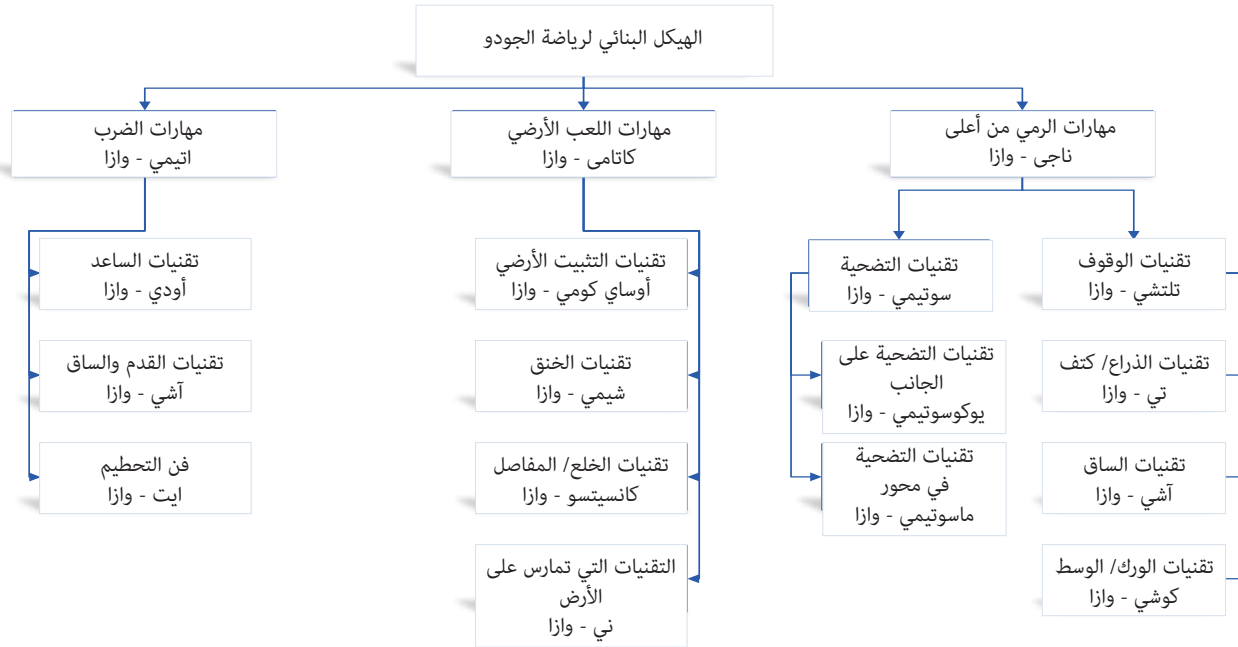 الهيكل البنائي لرياضة الجودو
مهارات الرمي من أعلى
ناجى - وازا
مهارات اللعب الأرضي
كاتامى - وازا
مهارات الضرب
اتيمي - وازا
تقنيات الوقوف
تلتشي - وازا
تقنيات الذراع/ كتف
تي - وازا
تقنيات الساق
آشي - وازا
تقنيات الورك/ الوسط
كوشي - وازا
تقنيات التضحية
سوتيمي - وازا
تقنيات التضحية على
الجانب
يوكوسوتيمي - وازا
تقنيات التضحية
في محور
ماسوتيمي - وازا
تقنيات التثبيت الأرضي
أوساي كومي - وازا
تقنيات الخنق
شيمي - وازا
تقنيات الخلع/ المفاصل
كانسيتسو - وازا
التقنيات التي تمارس على
الأرض
ني - وازا
تقنيات الساعد
أودي - وازا
تقنيات القدم والساق
آشي - وازا
فن التحطيم
ايت - وازا